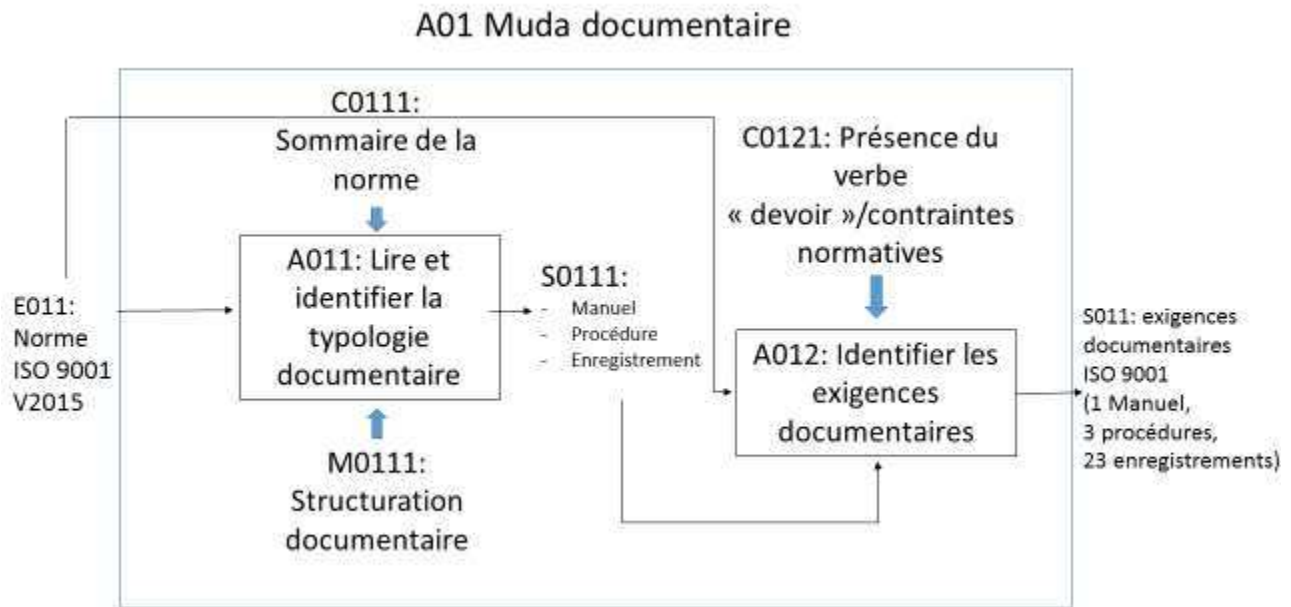 A01 Muda documentaire
C0111:
Sommaire de la
norme
C0121: Présence du
verbe
« devoir »/contraintes
normatives
A011: Lire et
identifier la
typologie
documentaire
S0111:
- Manuel
- Procédure
- Enregistrement
E011:
Norme
ISO 9001
V2015
A012: Identifier les
exigences
documentaires
S011: exigences
documentaires
ISO 9001
(1 Manuel,
3 procédures,
23 enregistrements)
M0111:
Structuration
documentaire